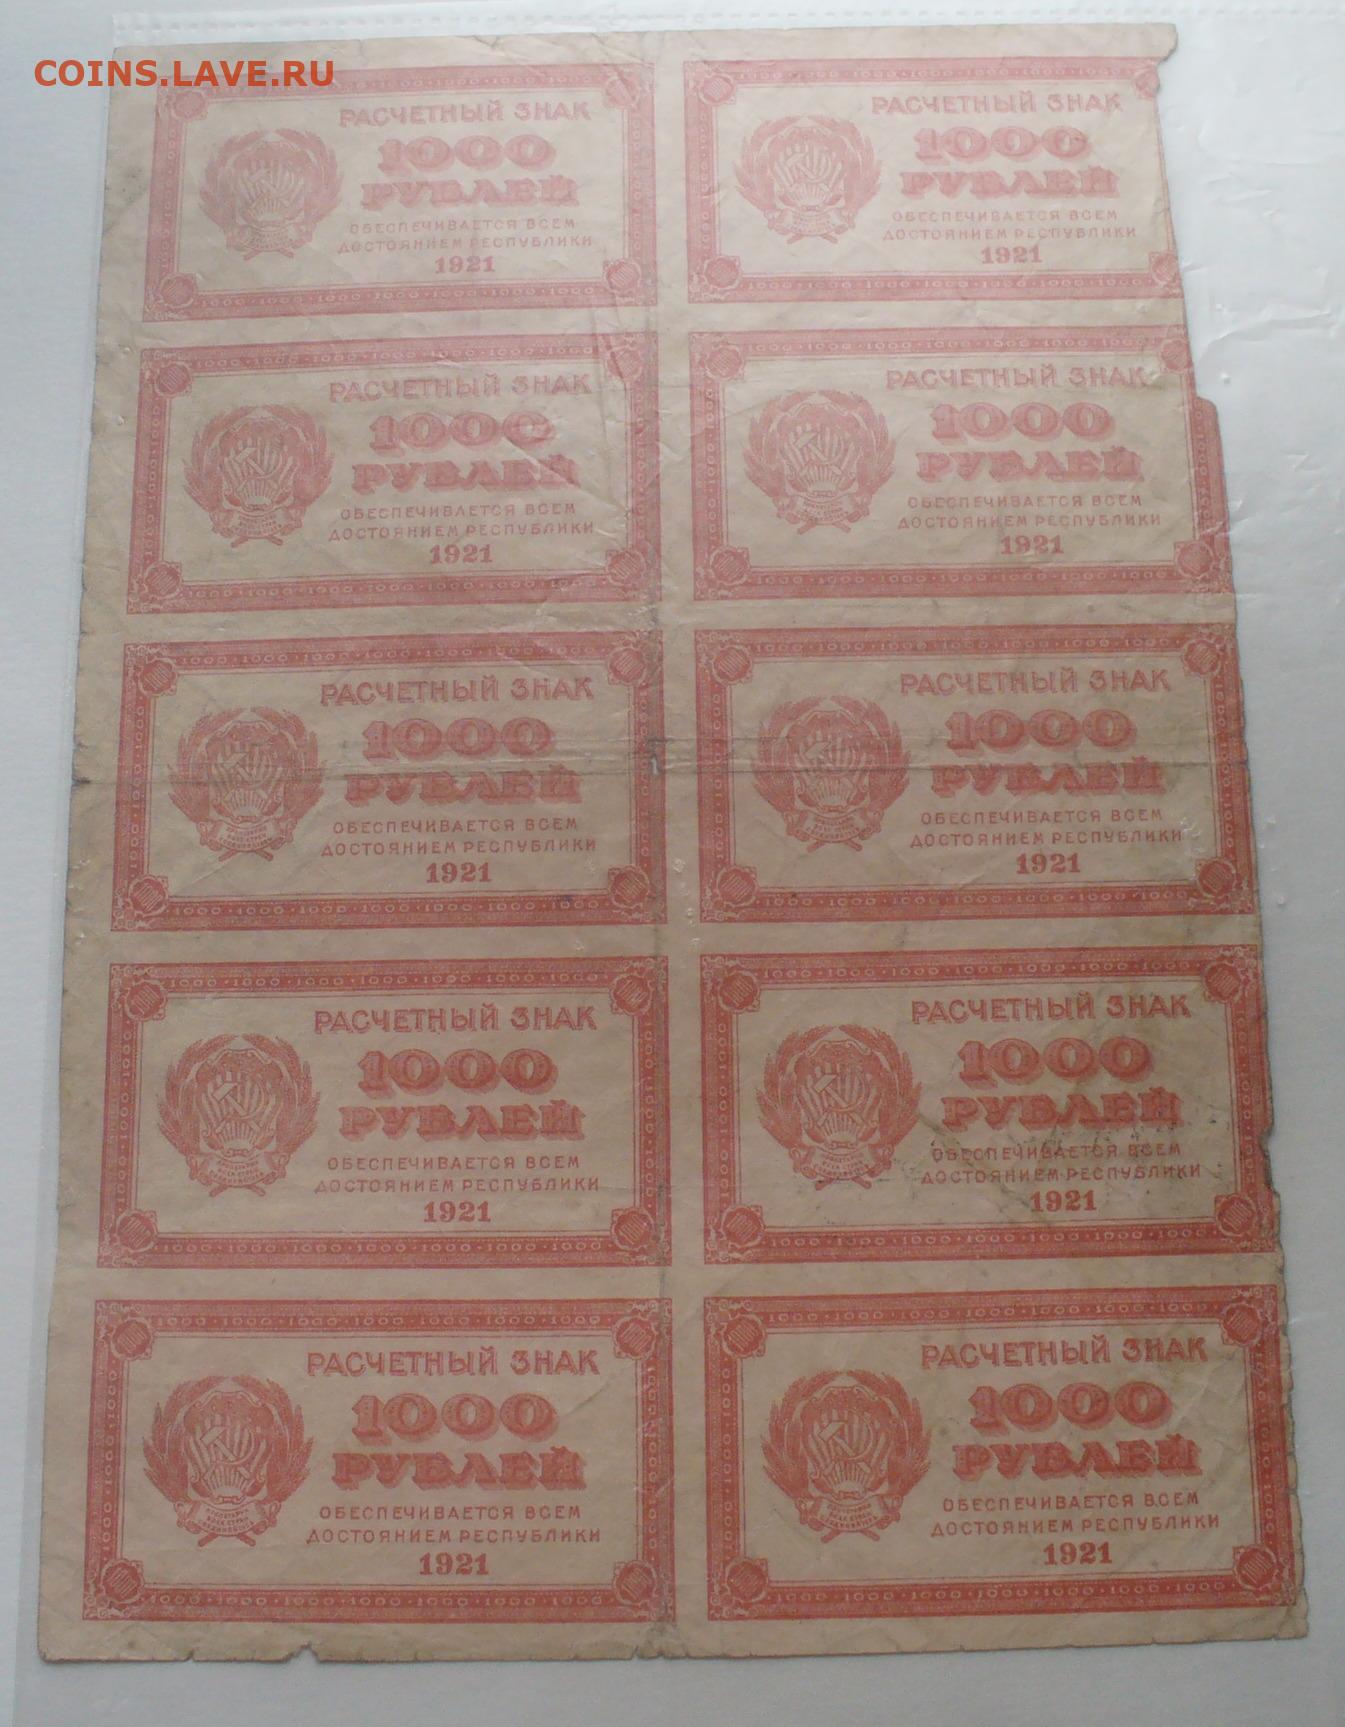 COINS.LAVE.RU
РАСЧЕТНЫЙ ЗНАК
1000
РУБЛЕЙ
ОБЕСПЕЧИВАЕТСЯ ВСЕМ
ДОСТОЯНИЕМ РЕСПУБЛИКИ
1921
РАСЧЕТНЫЙ ЗНАК
1000
РУБЛЕЙ
ОБЕСПЕЧИВАЕТСЯ ВСЕМ
ДОСТОЯНИЕМ РЕСПУБЛИКИ
1921
РАСЧЕТНЫЙ ЗНАК
1000
РУБЛЕЙ
ОБЕСПЕЧИВАЕТСЯ ВСЕМ
ДОСТОЯНИЕМ РЕСПУБЛИКИ
1921
РАСЧЕТНЫЙ ЗНАК
1000
РУБЛЕЙ
ОБЕСПЕЧИВАЕТСЯ ВСЕМ
ДОСТОЯНИЕМ РЕСПУБЛИКИ
1921
РАСЧЕТНЫЙ ЗНАК
1000
РУБЛЕЙ
ОБЕСПЕЧИВАЕТСЯ ВСЕМ
ДОСТОЯНИЕМ РЕСПУБЛИКИ
1921
РАСЧЕТНЫЙ ЗНАК
1000
РУБЛЕЙ
ОБЕСПЕЧИВАЕТСЯ ВСЕМ
ДОСТОЯНИЕМ РЕСПУБЛИКИ
1921
РАСЧЕТНЫЙ ЗНАК
1000
РУБЛЕЙ
ОБЕСПЕЧИВАЕТСЯ ВСЕМ
ДОСТОЯНИЕМ РЕСПУБЛИКИ
1921
РАСЧЕТНЫЙ ЗНАК
1000
РУБЛЕЙ
ОБЕСПЕЧИВАЕТСЯ ВСЕМ
ДОСТОЯНИЕМ РЕСПУБЛИКИ
1921
РАСЧЕТНЫЙ ЗНАК
1000
РУБЛЕЙ
ОБЕСПЕЧИВАЕТСЯ ВСЕМ
ДОСТОЯНИЕМ РЕСПУБЛИКИ
1921
РАСЧЕТНЫЙ ЗНАК
1000
РУБЛЕЙ
ОБЕСПЕЧИВАЕТСЯ ВСЕМ
ДОСТОЯНИЕМ РЕСПУБЛИКИ
1921